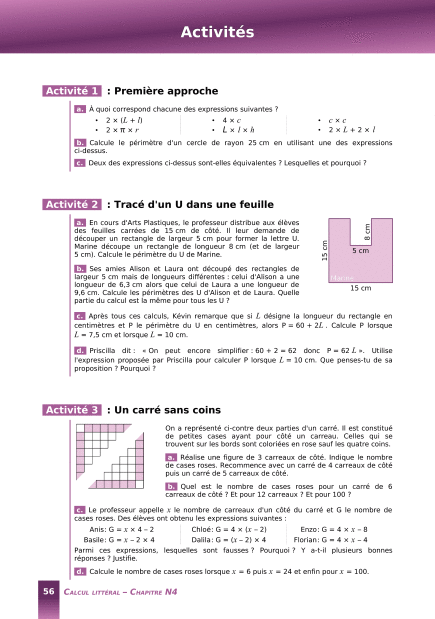 Activités
Activité 1 : Première approche
a. À quoi correspond chacune des expressions suivantes ?
• 2 × (L + l) • 4 × c • c × c
• 2 × π × r • L × l × h • 2 × L + 2 × l
b. Calcule le périmètre d'un cercle de rayon 25 cm en utilisant une des expressions
ci-dessus.
c. Deux des expressions ci-dessus sont-elles équivalentes ? Lesquelles et pourquoi ?
Activité 2 : Tracé d'un U dans une feuille
a. En cours d'Arts Plastiques, le professeur distribue aux élèves
des feuilles carrées de 15 cm de côté. Il leur demande de
découper un rectangle de largeur 5 cm pour former la lettre U.
Marine découpe un rectangle de longueur 8 cm (et de largeur
5 cm). Calcule le périmètre du U de Marine.
b. Ses amies Alison et Laura ont découpé des rectangles de
largeur 5 cm mais de longueurs différentes : celui d'Alison a une
longueur de 6,3 cm alors que celui de Laura a une longueur de
9,6 cm. Calcule les périmètres des U d'Alison et de Laura. Quelle
partie du calcul est la même pour tous les U ?
15 cm
8 cm
5 cm
Marine
15 cm
c. Après tous ces calculs, Kévin remarque que si L désigne la longueur du rectangle en
centimètres et P le périmètre du U en centimètres, alors P = 60 + 2L . Calcule P lorsque
L = 7,5 cm et lorsque L = 10 cm.
d. Priscilla dit : « On peut encore simplifier : 60 + 2 = 62 donc P = 62 L ». Utilise
l'expression proposée par Priscilla pour calculer P lorsque L = 10 cm. Que penses-tu de sa
proposition ? Pourquoi ?
Activité 3 : Un carré sans coins
On a représenté ci-contre deux parties d'un carré. Il est constitué
de petites cases ayant pour côté un carreau. Celles qui se
trouvent sur les bords sont coloriées en rose sauf les quatre coins.
a. Réalise une figure de 3 carreaux de côté. Indique le nombre
de cases roses. Recommence avec un carré de 4 carreaux de côté
puis un carré de 5 carreaux de côté.
b. Quel est le nombre de cases roses pour un carré de 6
carreaux de côté ? Et pour 12 carreaux ? Et pour 100 ?
c. Le professeur appelle x le nombre de carreaux d'un côté du carré et G le nombre de
cases roses. Des élèves ont obtenu les expressions suivantes :
Anis: G = x × 4 – 2 Chloé: G = 4 × (x – 2) Enzo: G = 4 × x – 8
Basile: G = x – 2 × 4 Dalila: G = (x – 2) × 4 Florian: G = 4 × x – 4
Parmi ces expressions, lesquelles sont fausses ? Pourquoi ? Y a-t-il plusieurs bonnes
réponses ? Justifie.
d. Calcule le nombre de cases roses lorsque x = 6 puis x = 24 et enfin pour x = 100.
56 CALCUL LITTÉRAL – CHAPITRE N4